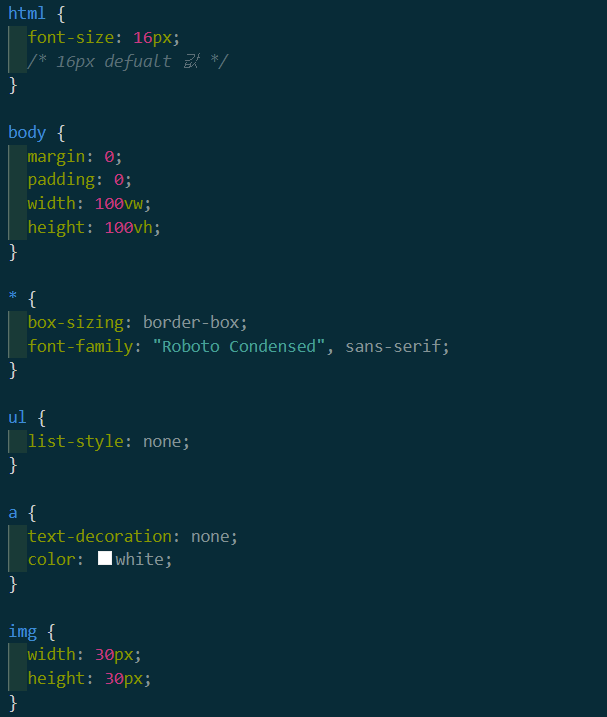 html {
  font-size: 16px;
  /* 16px defualt 값 */
}

body {
  margin: 0;
  padding: 0;
  width: 100vw;
  height: 100vh;
}

* {
  box-sizing: border-box;
  font-family: "Roboto Condensed", sans-serif;
}

ul {
  list-style: none;
}

a {
  text-decoration: none;
  color: white;
}

img {
  width: 30px;
  height: 30px;
}